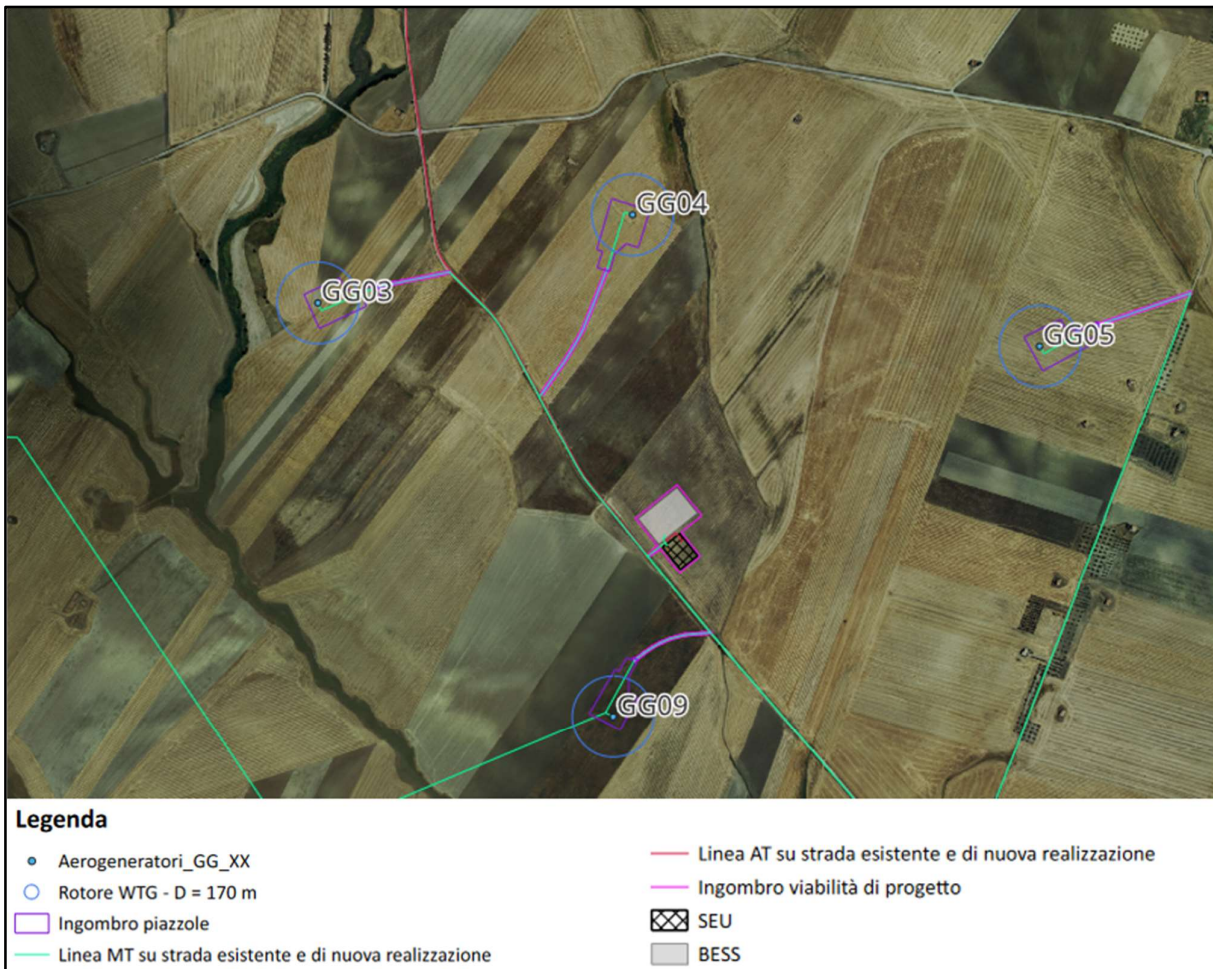 GG04
GG03
GG05
GG09
Legenda
Aerogeneratori_GG_XX
Rotore WTG - D = 170 m
Ingombro piazzole
Linea MT su strada esistente e di nuova realizzazione
Linea AT su strada esistente e di nuova realizzazione
Ingombro viabilità di progetto
SEU
BESS